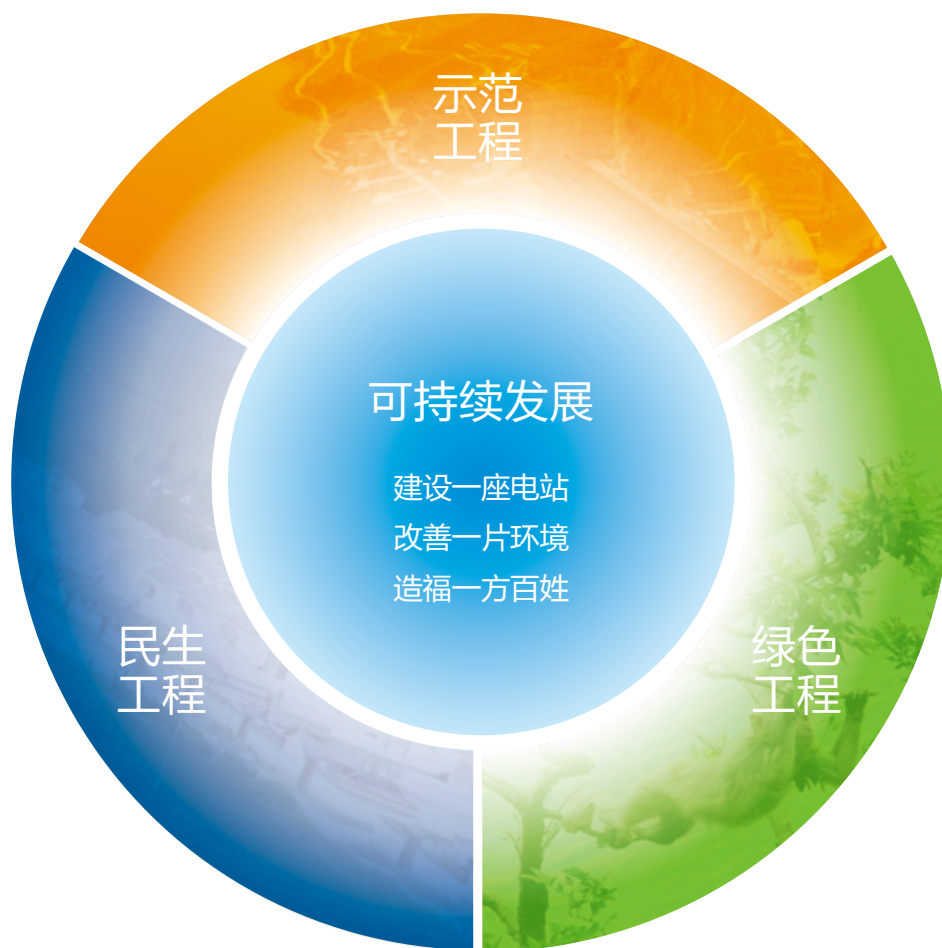 示范
工程
可持续发展
建设一座电站
改善一片环境
造福一方百姓
民生
工程
绿色
工程